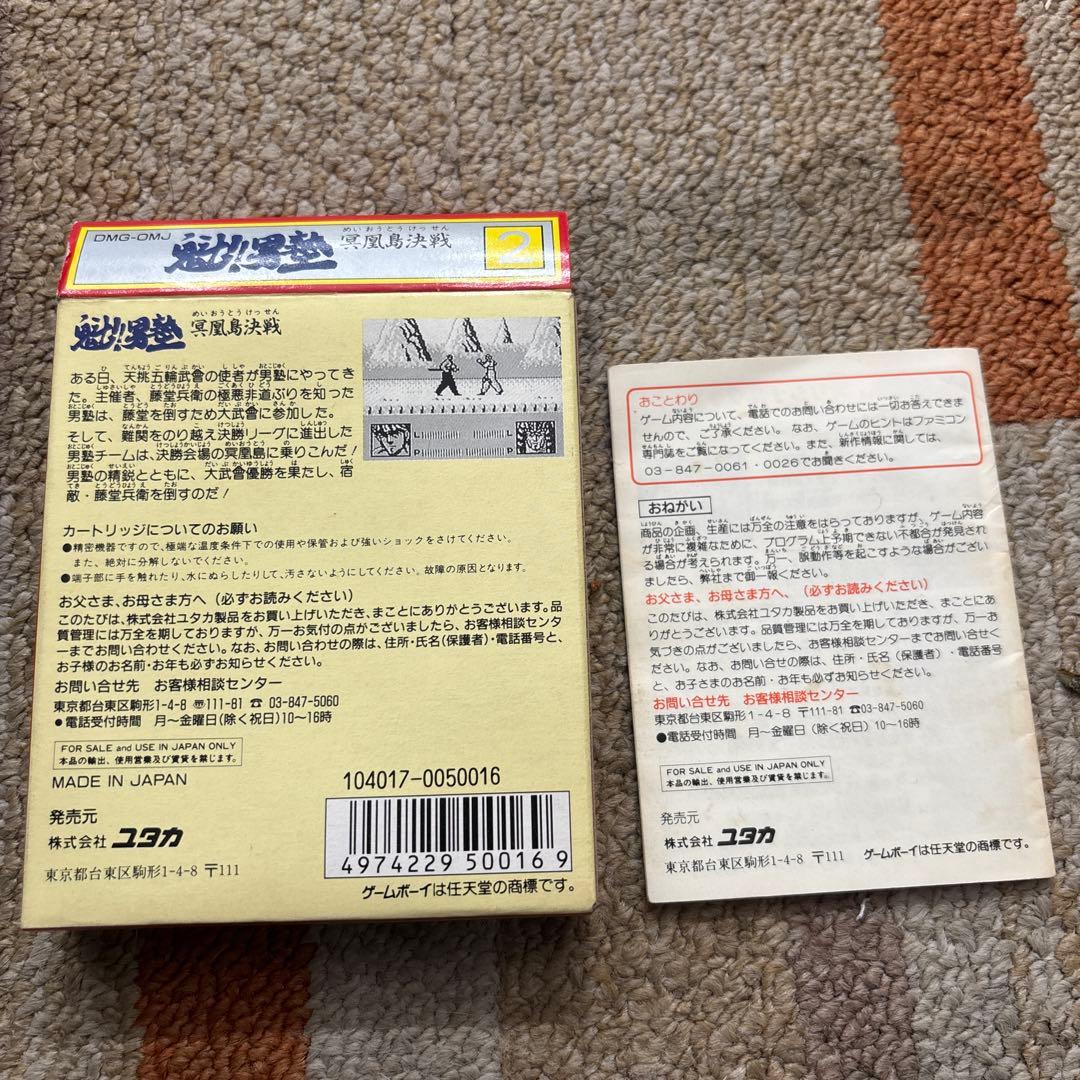 DMG-OMJ
魁!!男塾
めいおうとうけっせん
冥凰島決戦
2
魁!!男塾
めいおうとうけっせん
冥凰島決戦
ある日、天挑五輪武會の使者が男塾にやってき
た。主催者、藤堂兵衛の極悪非道ぶりを知った
男塾は、藤堂を倒すため大武會に参加した。
そして、難関をのり越え決勝リーグに進出した
男塾チームは、決勝会場の冥凰島に乗りこんだ!
男塾の精鋭とともに、大武會優勝を果たし、宿
敵・藤堂兵衛を倒すのだ!
カートリッジについてのお願い
●精密機器ですので、極端な温度条件下での使用や保管および強いショックをさけてください。
また、絶対に分解しないでください。
●端子部に手を触れたり、水にぬらしたりして、汚さないようにしてください。故障の原因となります。
お父さま、お母さま方へ(必ずお読みください)
このたびは、株式会社ユタカ製品をお買い上げいただき、まことにありがとうございます。品
質管理には万全を期しておりますが、万一お気付の点がございましたら、お客様相談センタ
ーまでお問い合わせください。なお、お問い合わせの際は、住所・氏名(保護者)・電話番号と、
お子様のお名前・お年も必ずお知らせください。
お問い合せ先 お客様相談センター
東京都台東区駒形1-4-8 〠111-81 ☎ 03-847-5060
●電話受付時間 月~金曜日(除く祝日)10~16時
FOR SALE and USE IN JAPAN ONLY
本品の輸出、使用営業及び賃貸を禁じます。
MADE IN JAPAN
104017-0050016
発売元
株式会社 ユタカ
東京都台東区駒形1-4-8 〒111
4974229500169
ゲームボーイは任天堂の商標です。
おことわり
ゲーム内容について、電話でのお問い合わせには一切お答えできま
せんので、ご了承ください。なお、ゲームのヒントはファミコン
専門誌をご覧になってください。また、新作情報に関しては、
03-847-0061・0026でお聞きください。
おねがい
商品の企画、生産には万全の注意をはらっておりますが、ゲーム内容
が非常に複雑なために、プログラム上予期できない不都合が発見され
る場合が考えられます。万一、誤動作等を起こすような場合がござい
ましたら、弊社まで御一報ください。
お父さま、お母さま方へ、(必ずお読みください)
このたびは、株式会社ユタカ製品をお買い上げいただき、まことにあ
りがとうございます。品質管理には万全を期しておりますが、万一お
気づきの点がございましたら、お客様相談センターまでお問い合せく
ださい。なお、お問い合せの際は、住所・氏名(保護者)・電話番号
と、お子さまのお名前・お年も必ずお知らせください。
お問い合せ先 お客様相談センター
東京都台東区駒形1-4-8 〒111-81 ☎03-847-5060
●電話受付時間 月~金曜日(除く祝日)10~16時
FOR SALE and USE IN JAPAN ONLY
本品の輸出、使用営業及び賃貸を禁じます。
発売元
株式会社 ユタカ
東京都台東区駒形1-4-8 〒111
ゲームボーイは任天堂の商標です。